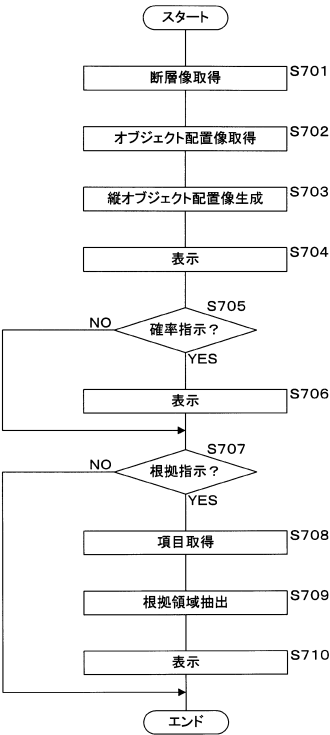 スタート
断層像取得
S701
オブジェクト配置像取得
S702
縦オブジェクト配置像生成
S703
表示
S704
確率指示？
S705
NO
YES
表示
S706
根拠指示？
S707
NO
YES
項目取得
S708
根拠領域抽出
S709
表示
S710
エンド